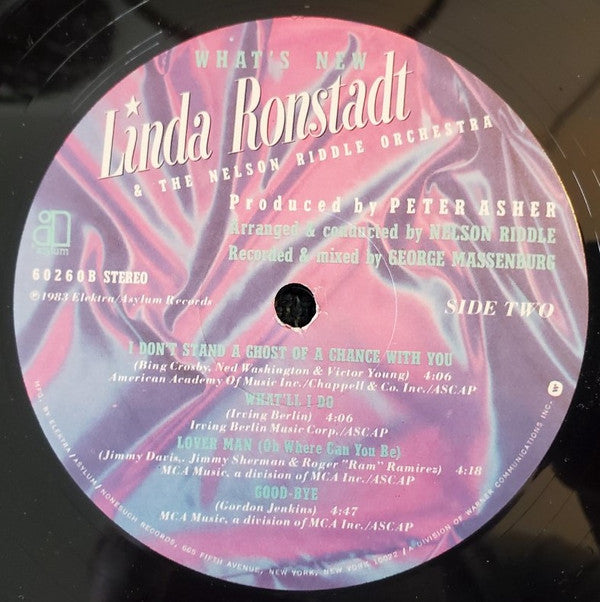 WHAT'S NEW
Linda Ronstadt
& THE NELSON RIDDLE ORCHESTRA
Produced by PETER ASHER
Arranged & conducted by NELSON RIDDLE
Recorded & mixed by GEORGE MASSENBURG
asylum
60260B STEREO
℗1983 Elektra/Asylum Records
SIDE TWO
I DON'T STAND A GHOST OF A CHANCE WITH YOU
(Bing Crosby, Ned Washington & Victor Young) 4:06
American Academy Of Music Inc./Chappell & Co. Inc./ASCAP
WHAT'LL I DO
(Irving Berlin) 4:06
Irving Berlin Music Corp./ASCAP
LOVER MAN (Oh Where Can You Be)
(Jimmy Davis,. Jimmy Sherman & Roger "Ram" Ramirez) 4:18
MCA Music, a division of MCA Inc./ASCAP
GOOD-BYE
(Gordon Jenkins) 4:47
MCA Music, a division of MCA Inc./ASCAP
MFG. BY ELEKTRA/ASYLUM/NONESUCH RECORDS, 665 FIFTH AVENUE, NEW YORK, NEW YORK 10022 / A DIVISION OF WARNER COMMUNICATIONS INC.